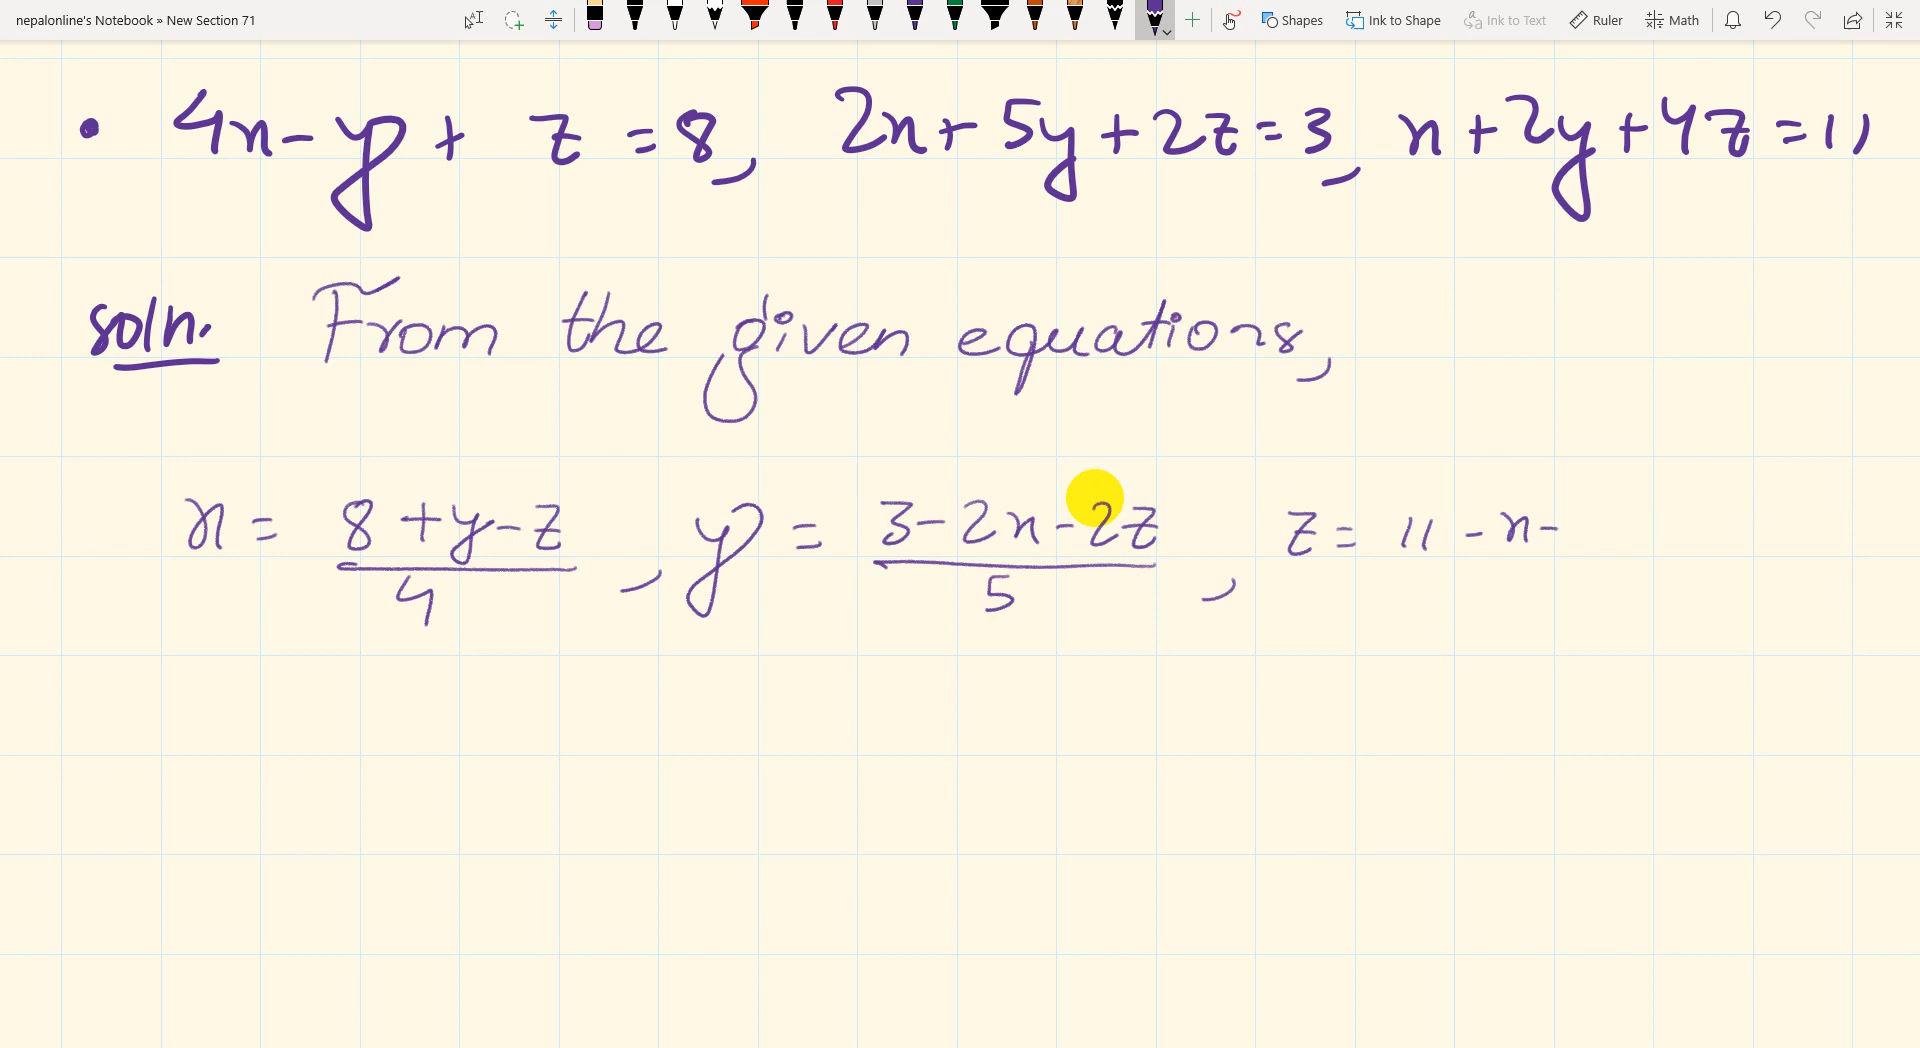 nepalonline's Notebook » New Section 71
Shapes Ink to Shape Ink to Text Ruler Math
• 4x - y + z = 8, 2x + 5y + 2z = 3, x + 2y + 4z = 11
soln. From the given equations,
x = (8 + y - z)/4, y = (3 - 2x - 2z)/5, z = 11 - x -